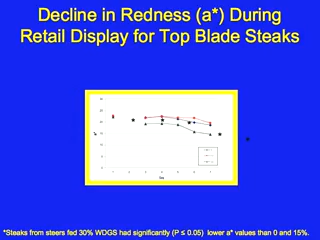 Decline in Redness (a*) During
Retail Display for Top Blade Steaks
a*
Day
*Steaks from steers fed 30% WDGS had significantly (P ≤ 0.05)  lower a* values than 0 and 15%.